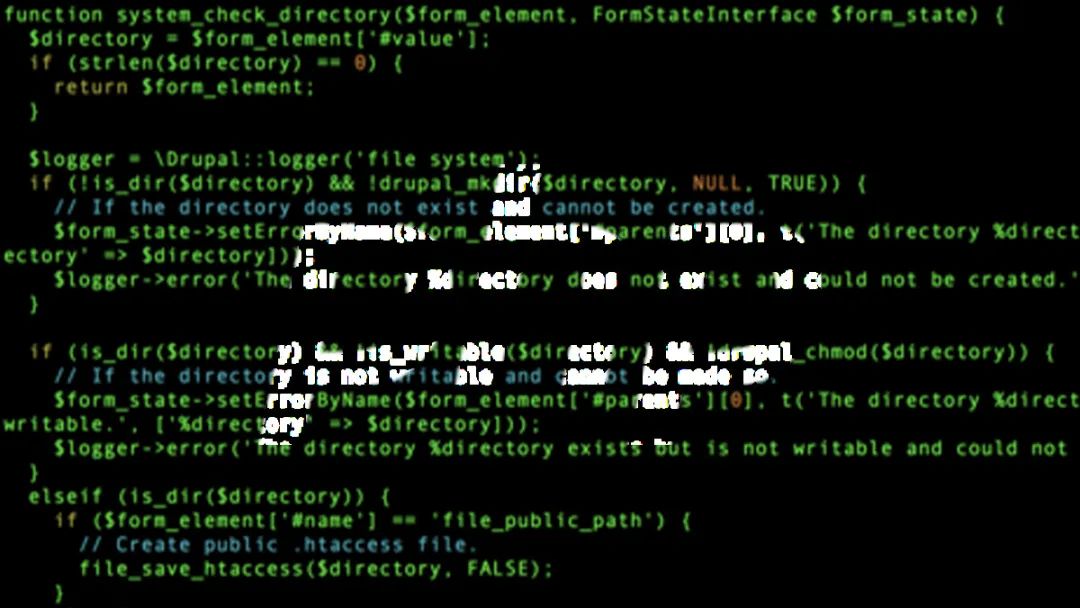 function system_check_directory($form_element, FormStateInterface $form_state) {
$directory = $form_element['#value'];
if (strlen($directory) == 0) {
return $form_element;
}
$logger = \Drupal::logger('file system');
if (!is_dir($directory) && !drupal_mkdir($directory, NULL, TRUE)) {
// If the directory does not exist and cannot be created.
$form_state->setErrorByName($form_element['#parents'][0], t('The directory %direct
ectory' => $directory]));
$logger->error('The directory %directory does not exist and could not be created.'
}
if (is_dir($directory) && !is_writable($directory) && !drupal_chmod($directory)) {
// If the directory is not writable and cannot be made so.
$form_state->setErrorByName($form_element['#parents'][0], t('The directory %direct
writable.', ['%directory' => $directory]));
$logger->error('The directory %directory exists but is not writable and could not
}
elseif (is_dir($directory)) {
if ($form_element['#name'] == 'file_public_path') {
// Create public .htaccess file.
file_save_htaccess($directory, FALSE);
}